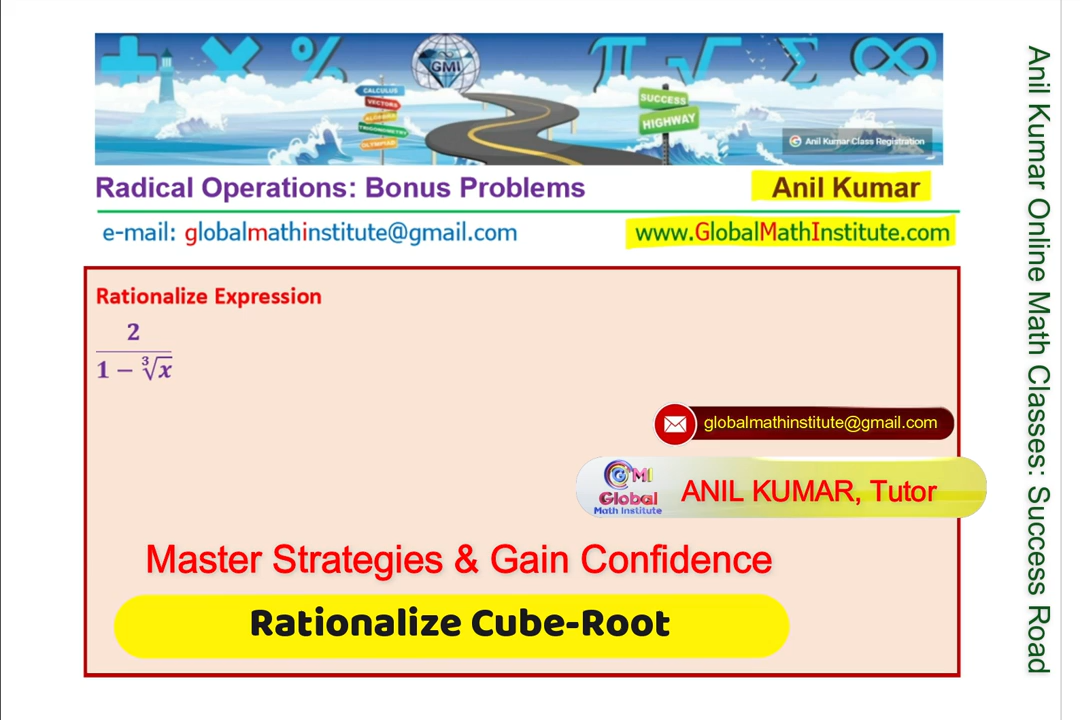 GMI
CALCULUS
VECTORS
ALGEBRA
TRIGONOMETRY
OLYMPIAD
SUCCESS
HIGHWAY
Anil Kumar Class Registration
Radical Operations: Bonus Problems
Anil Kumar
e-mail: globalmathinstitute@gmail.com
www.GlobalMathInstitute.com
Rationalize Expression
2
1 − ∛x
globalmathinstitute@gmail.com
GMI
Global
Math Institute
ANIL KUMAR, Tutor
Master Strategies & Gain Confidence
Rationalize Cube-Root
Anil Kumar Online Math Classes: Success Road